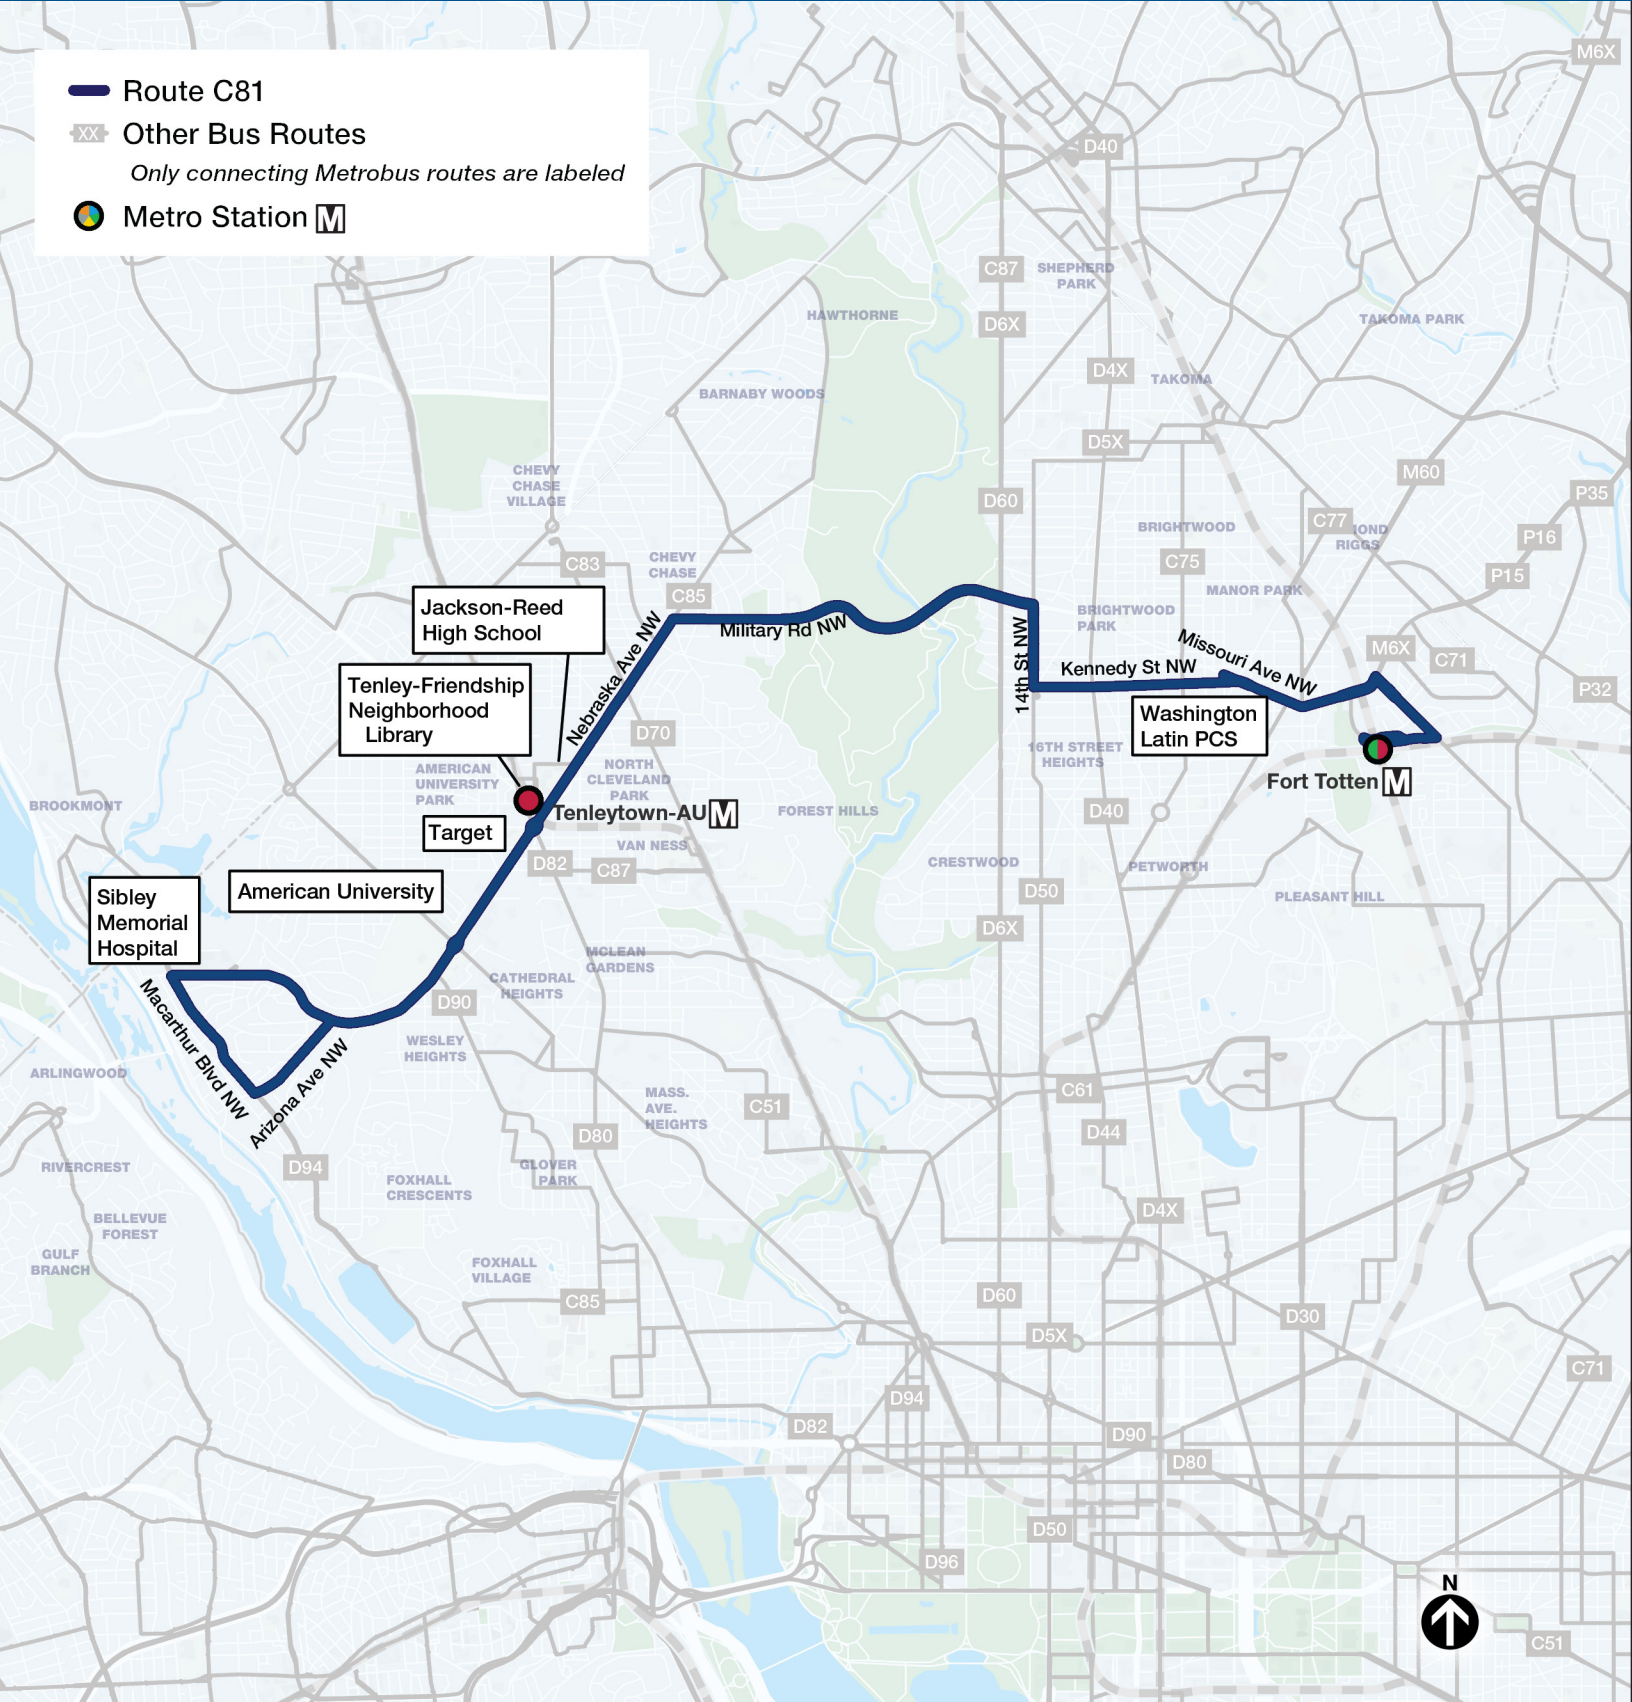 Route C81
XX
Other Bus Routes
Only connecting Metrobus routes are labeled
Metro Station M
M6X
D40
C87
SHEPHERD
PARK
HAWTHORNE
D6X
TAKOMA PARK
D4X
TAKOMA
BARNABY WOODS
D5X
CHEVY
CHASE
VILLAGE
M60
D60
P35
C77
BRIGHTWOOD
IOND
RIGGS
P16
C83
CHEVY
CHASE
C75
P15
C85
MANOR PARK
Jackson-Reed
High School
BRIGHTWOOD
PARK
Military Rd NW
Nebraska Ave NW
14th St NW
Kennedy St NW
Missouri Ave NW
M6X
C71
P32
Tenley-Friendship
Neighborhood
Library
Washington
Latin PCS
D70
16TH STREET
HEIGHTS
AMERICAN
UNIVERSITY
PARK
NORTH
CLEVELAND
PARK
Fort Totten M
BROOKMONT
Tenleytown-AU M
FOREST HILLS
D40
Target
VAN NESS
D82
C87
CRESTWOOD
PETWORTH
American University
D50
PLEASANT HILL
Sibley
Memorial
Hospital
D6X
MCLEAN
GARDENS
CATHEDRAL
HEIGHTS
D90
Macarthur Blvd NW
Arizona Ave NW
WESLEY
HEIGHTS
ARLINGWOOD
C61
MASS.
AVE.
HEIGHTS
C51
D80
D44
D94
RIVERCREST
GLOVER
PARK
FOXHALL
CRESCENTS
D4X
BELLEVUE
FOREST
GULF
BRANCH
FOXHALL
VILLAGE
C85
D60
D30
D5X
C71
D94
D82
D90
D80
D50
D96
N
C51